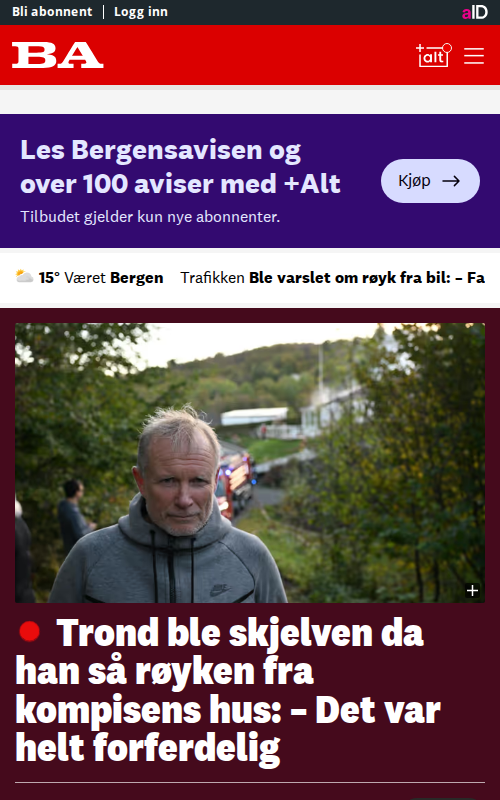 Bli abonnent | Logg inn
aID
BA
+alt
Les Bergensavisen og
over 100 aviser med +Alt
Tilbudet gjelder kun nye abonnenter.
Kjøp →
15° Været Bergen Trafikken Ble varslet om røyk fra bil: – Fa
Trond ble skjelven da
han så røyken fra
kompisens hus: – Det var
helt forferdelig